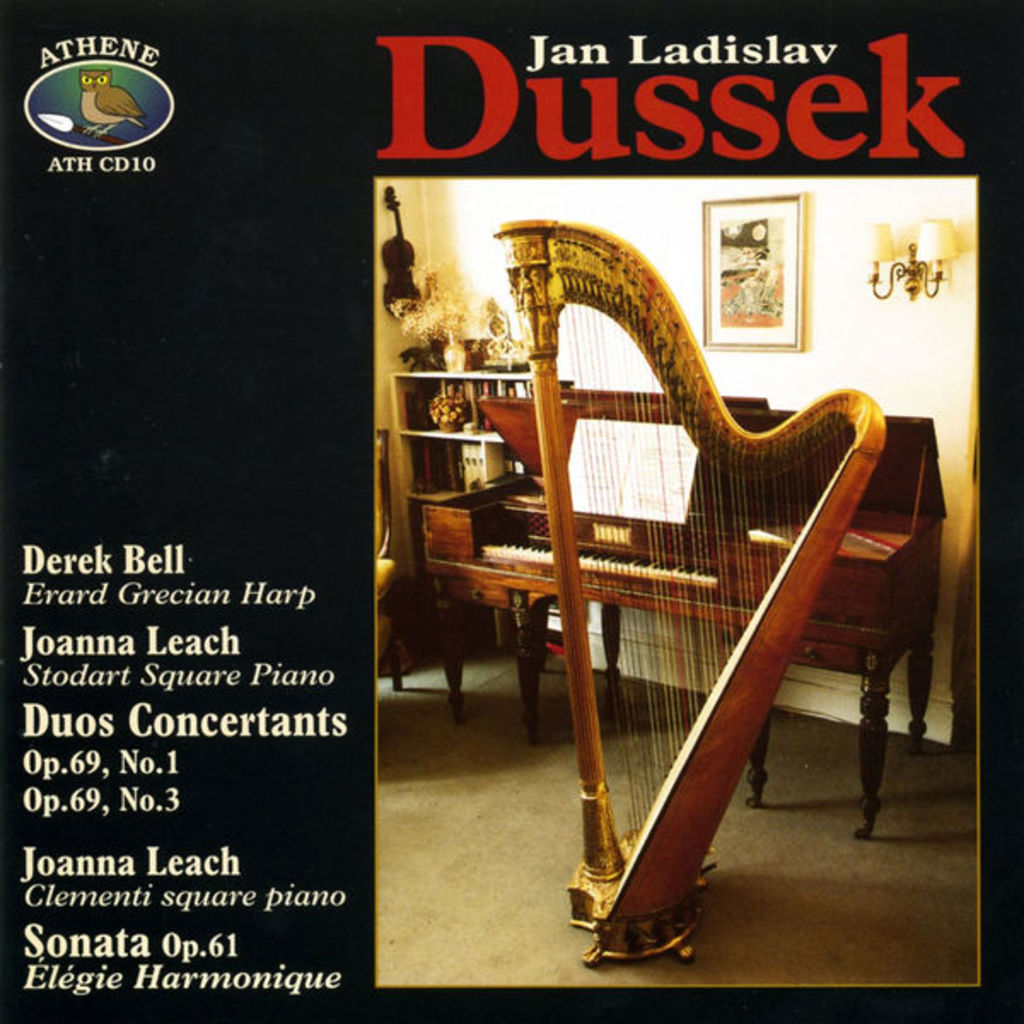 ATHENE
ATH CD10
Jan Ladislav
Dussek
Derek Bell
Erard Grecian Harp
Joanna Leach
Stodart Square Piano
Duos Concertants
Op.69, No.1
Op.69, No.3
Joanna Leach
Clementi square piano
Sonata Op.61
Élégie Harmonique